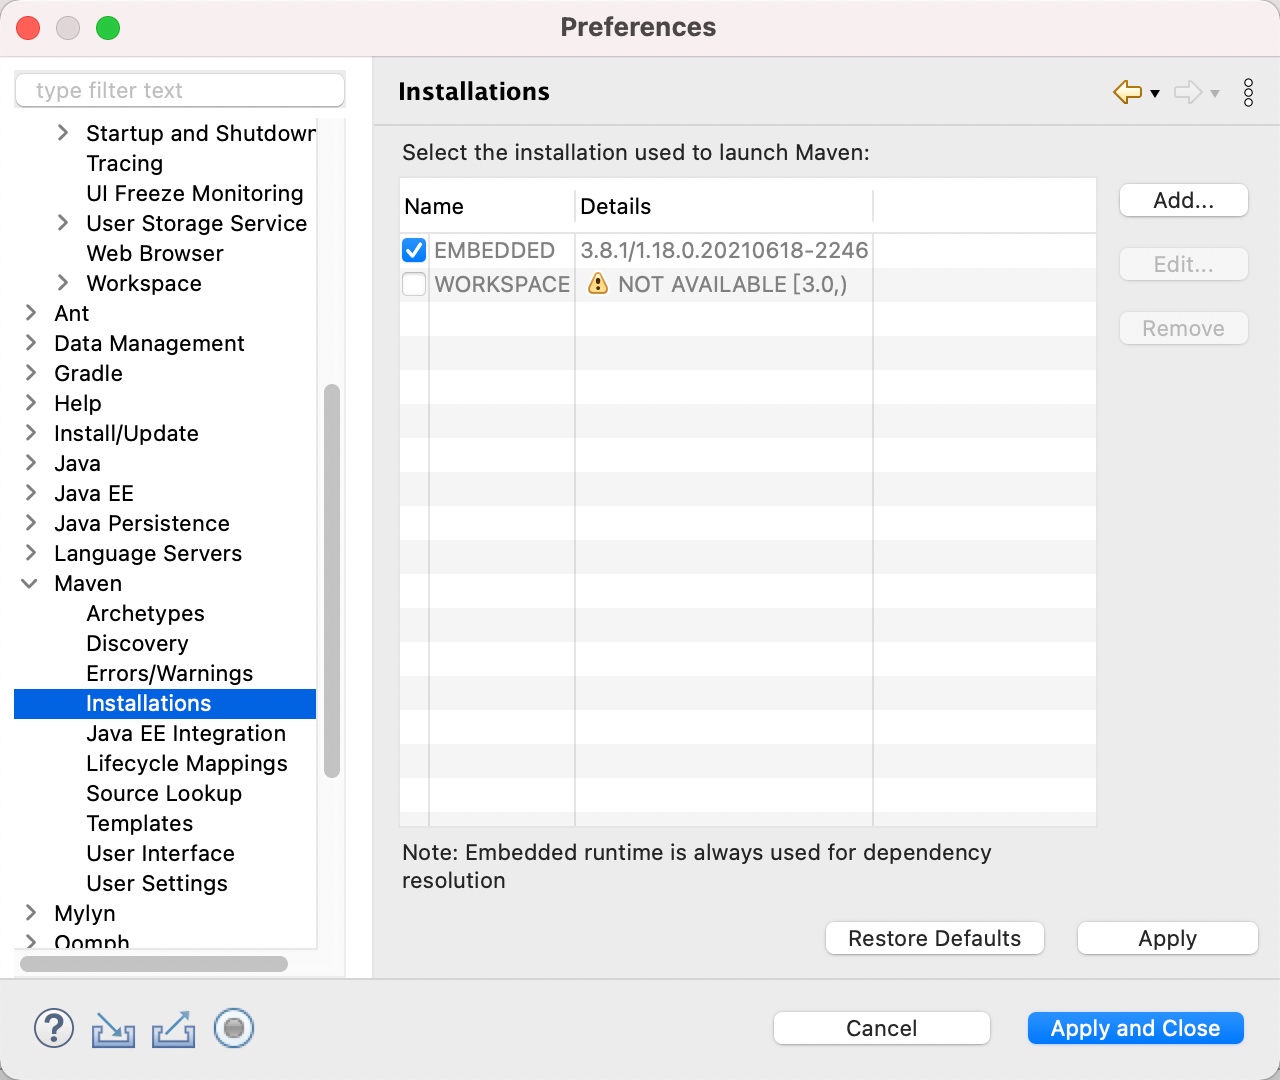 Preferences
type filter text
Startup and Shutdown
Tracing
UI Freeze Monitoring
User Storage Service
Web Browser
Workspace
Ant
Data Management
Gradle
Help
Install/Update
Java
Java EE
Java Persistence
Language Servers
Maven
Archetypes
Discovery
Errors/Warnings
Installations
Java EE Integration
Lifecycle Mappings
Source Lookup
Templates
User Interface
User Settings
Mylyn
Oomph
Installations
Select the installation used to launch Maven:
Name Details
EMBEDDED 3.8.1/1.18.0.20210618-2246
WORKSPACE NOT AVAILABLE [3.0,)
Add...
Edit...
Remove
Note: Embedded runtime is always used for dependency
resolution
Restore Defaults Apply
? Cancel Apply and Close